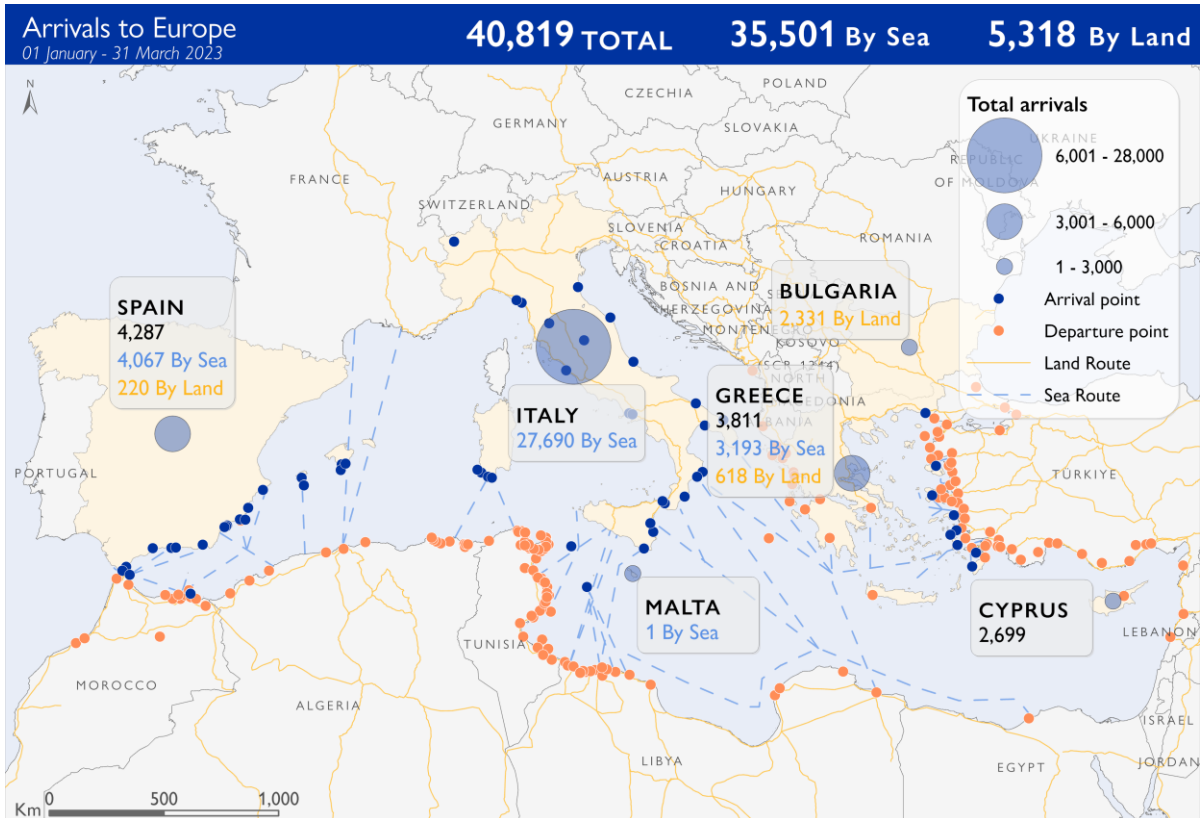 Arrivals to Europe
01 January - 31 March 2023
40,819 TOTAL
35,501 By Sea
5,318 By Land
N
Total arrivals
6,001 - 28,000
3,001 - 6,000
1 - 3,000
Arrival point
Departure point
Land Route
Sea Route
POLAND
CZECHIA
GERMANY
SLOVAKIA
UKRAINE
REPUBLIC
OF MOLDOVA
FRANCE
AUSTRIA
HUNGARY
SWITZERLAND
SLOVENIA
CROATIA
ROMANIA
BOSNIA AND
HERZEGOVINA
MONTENEGRO
KOSOVO
(SCR 1244)
NORTH
MACEDONIA
ALBANIA
SPAIN
4,287
4,067 By Sea
220 By Land
BULGARIA
2,331 By Land
ITALY
27,690 By Sea
GREECE
3,811
3,193 By Sea
618 By Land
PORTUGAL
TÜRKIYE
MALTA
1 By Sea
CYPRUS
2,699
LEBANON
TUNISIA
MOROCCO
ALGERIA
LIBYA
EGYPT
ISRAEL
JORDAN
Km
0
500
1,000